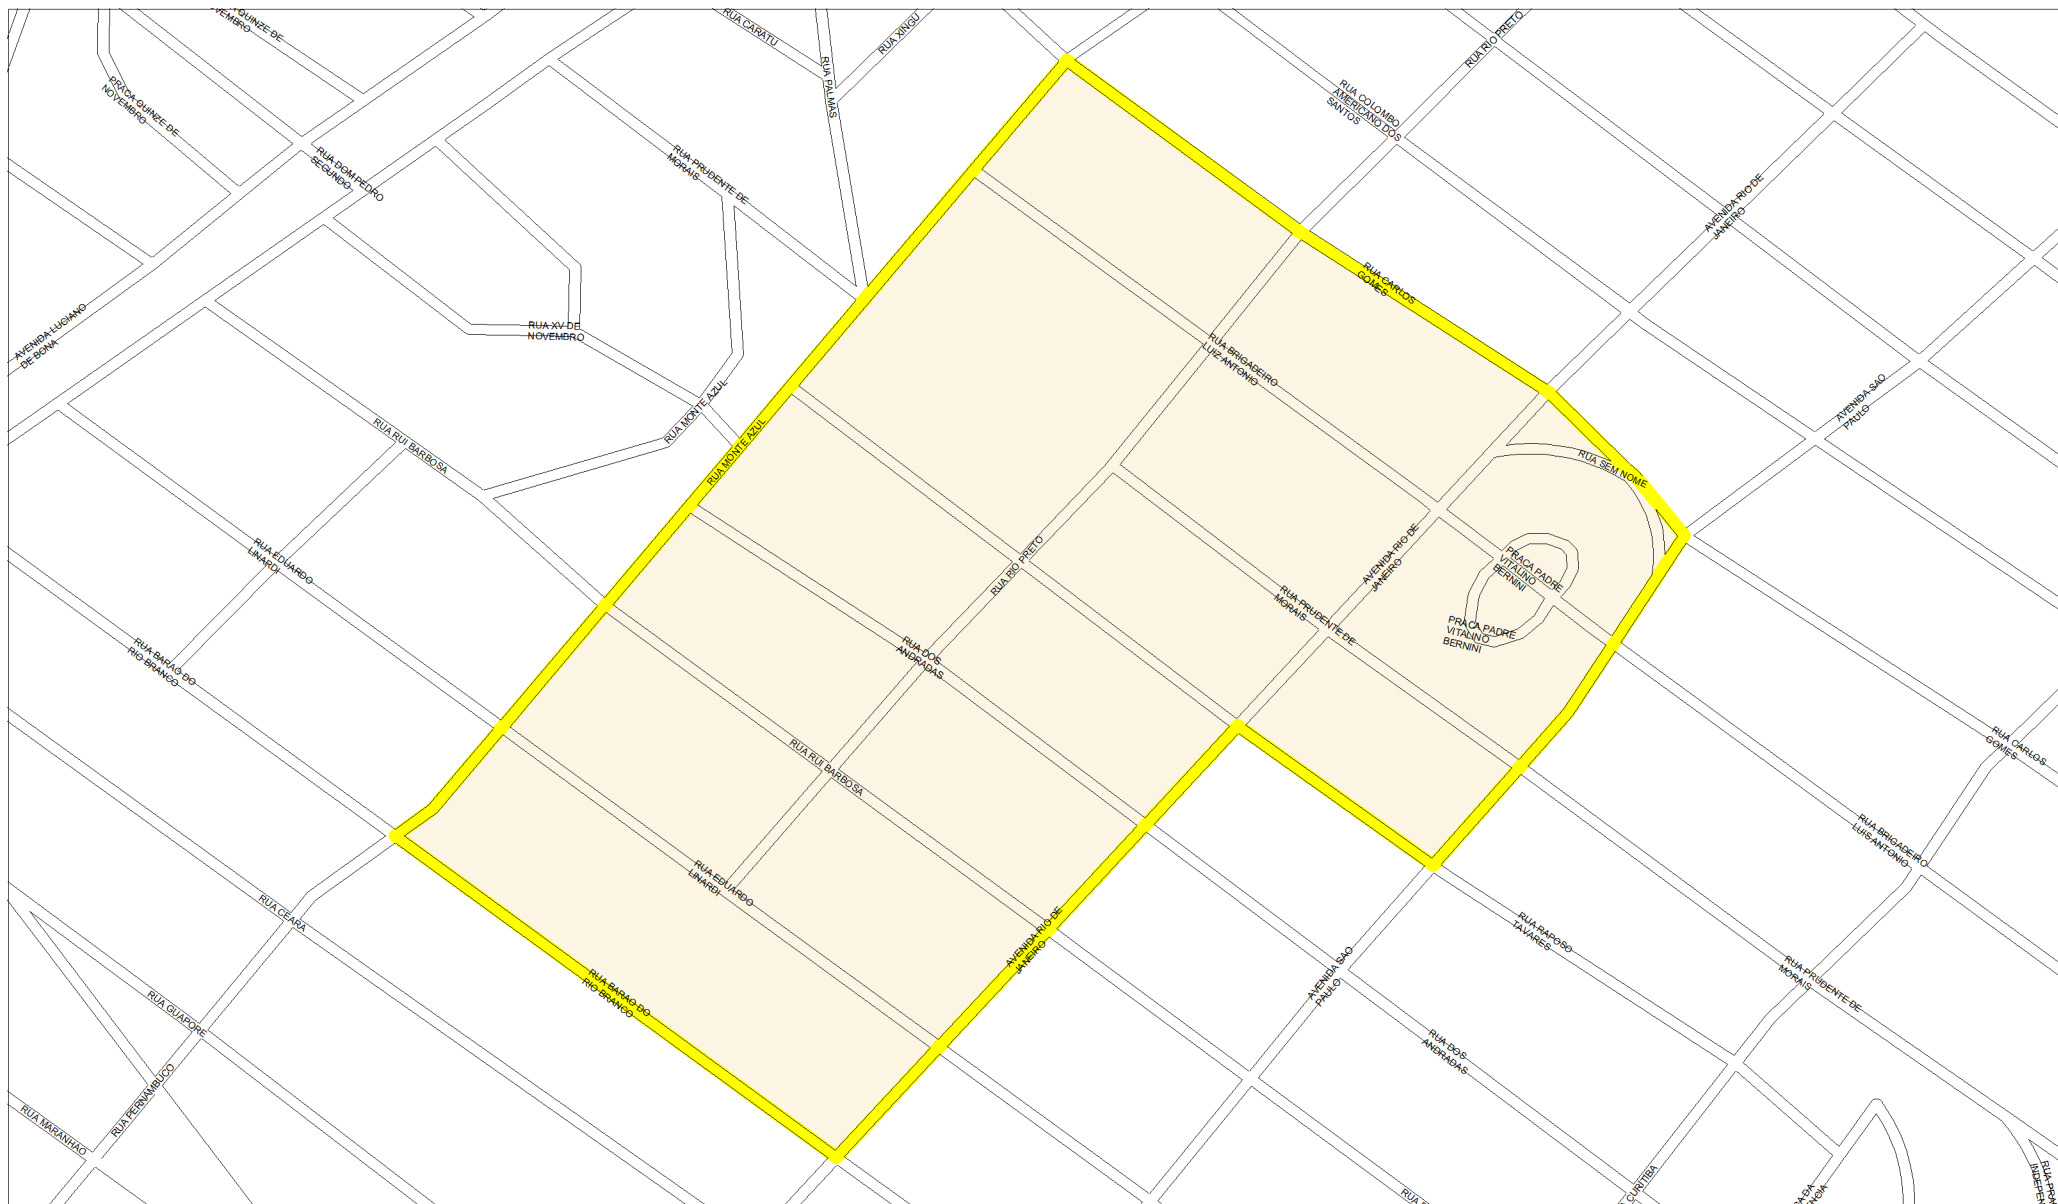 QUINZE DE
NOVEMBRO
RUA CARATU
RUA XINGU
RUA RIO PRETO
PRACA QUINZE DE
NOVEMBRO
RUA PALMAS
RUA COLOMBO
AMERICANO DOS
SANTOS
RUA DOM PEDRO
SEGUNDO
RUA PRUDENTE DE
MORAIS
AVENIDA RIO DE
JANEIRO
RUA CARLOS
GOMES
AVENIDA LUCIANO
DE BONA
RUA XV DE
NOVEMBRO
RUA BRIGADEIRO
LUIZ ANTONIO
AVENIDA SAO
PAULO
RUA MONTE AZUL
RUA RUI BARBOSA
RUA MONTE AZUL
RUA SEM NOME
RUA EDUARDO
LINARDI
RUA RIO PRETO
AVENIDA RIO DE
JANEIRO
PRACA PADRE
VITALINO
BERNINI
RUA PRUDENTE DE
MORAIS
PRACA PADRE
VITALINO
BERNINI
RUA BARAO DO
RIO BRANCO
RUA DOS
ANDRADAS
RUA RUI BARBOSA
RUA CARLOS
GOMES
RUA BRIGADEIRO
LUIS ANTONIO
RUA EDUARDO
LINARDI
RUA CEARA
AVENIDA RIO DE
JANEIRO
RUA RAPOSO
TAVARES
AVENIDA SAO
PAULO
RUA PRUDENTE DE
MORAIS
RUA BARAO DO
RIO BRANCO
RUA GUAPORE
RUA DOS
ANDRADAS
RUA PERNAMBUCO
RUA MARANHAO
CURITIBA
RUA